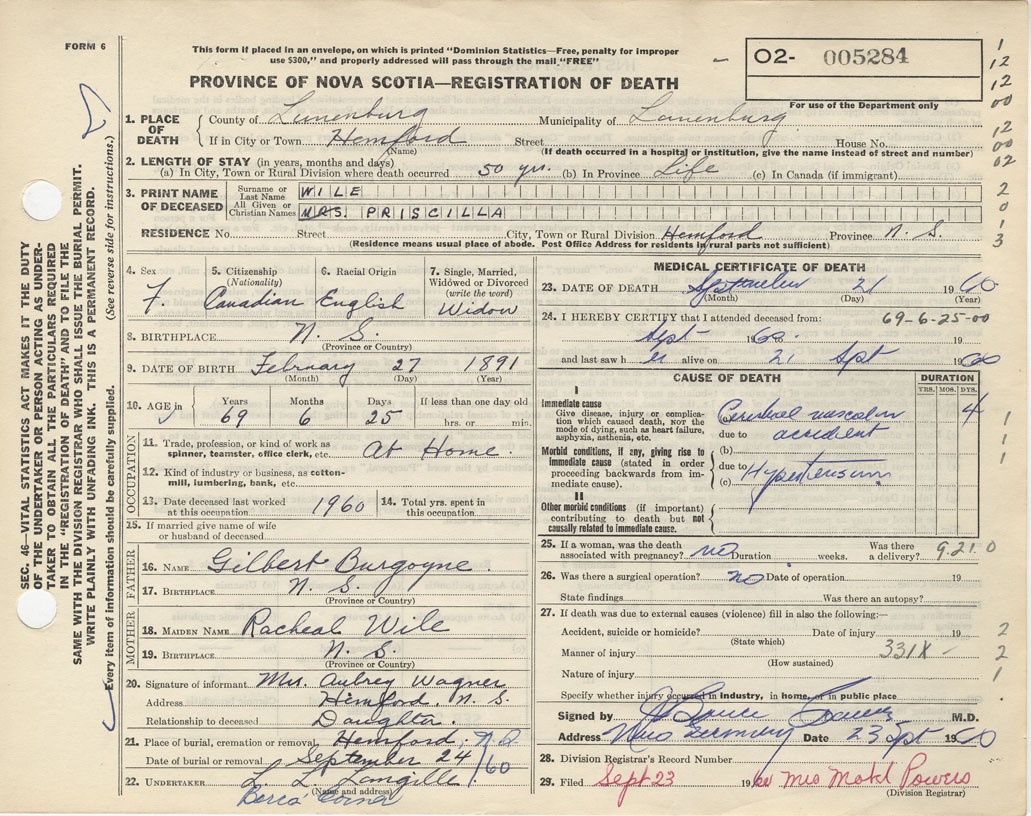 FORM 6
This form if placed in an envelope, on which is printed "Dominion Statistics—Free, penalty for improper
use $300," and properly addressed will pass through the mail "FREE"
O2- 005284
For use of the Department only
PROVINCE OF NOVA SCOTIA—REGISTRATION OF DEATH
1. PLACE OF DEATH
County of Lunenburg Municipality of Lunenburg
If in City or Town Hemford Street House No.
(Name) (If death occurred in a hospital or institution, give the name instead of street and number)
2. LENGTH OF STAY (in years, months and days)
(a) In City, Town or Rural Division where death occurred 50 yrs. (b) In Province Life (c) In Canada (if immigrant)
3. PRINT NAME OF DECEASED
Surname or Last Name WILE
All Given or Christian Names MRS. PRISCILLA
RESIDENCE No. Street City, Town or Rural Division Hemford Province N. S.
(Residence means usual place of abode. Post Office Address for residents in rural parts not sufficient)
4. Sex F.
5. Citizenship (Nationality) Canadian
6. Racial Origin English
7. Single, Married, Widowed or Divorced (write the word) Widow
8. BIRTHPLACE N. S.
(Province or Country)
9. DATE OF BIRTH February 27 1891
(Month) (Day) (Year)
10. AGE in Years 69 Months 6 Days 25 If less than one day old hrs. or min.
OCCUPATION
11. Trade, profession, or kind of work as spinner, teamster, office clerk, etc. At Home.
12. Kind of industry or business, as cotton-mill, lumbering, bank, etc.
13. Date deceased last worked at this occupation 1960
14. Total yrs. spent in this occupation.
15. If married give name of wife or husband of deceased
FATHER
16. NAME Gilbert Burgoyne.
17. BIRTHPLACE N. S.
(Province or Country)
MOTHER
18. MAIDEN NAME Racheal Wile
19. BIRTHPLACE N. S.
(Province or Country)
20. Signature of informant Mrs. Aubrey Wagner
Address Hemford. N. S.
Relationship to deceased Daughter.
21. Place of burial, cremation or removal Hemford, N S
Date of burial or removal September 24 /60
22. UNDERTAKER L L Langille
(Name and address)
MEDICAL CERTIFICATE OF DEATH
23. DATE OF DEATH September 21 1960
(Month) (Day) (Year)
69-6-25-00
24. I HEREBY CERTIFY that I attended deceased from:
Sept 1960 to
and last saw her alive on 21 Spt 1960
CAUSE OF DEATH
DURATION
YRS. MOS. DYS.
I
Immediate cause
Give disease, injury or complication which caused death, nor the mode of dying, such as heart failure, asphyxia, asthenia, etc.
(a) Cerebral vascular 4
due to accident
Morbid conditions, if any, giving rise to immediate cause (stated in order proceeding backwards from immediate cause).
(b)
due to
(c) Hypertension
II
Other morbid conditions (if important) contributing to death but not causally related to immediate cause.
25. If a woman, was the death associated with pregnancy? no Duration weeks. Was there a delivery? 9.21.0
26. Was there a surgical operation? no Date of operation 19
State findings Was there an autopsy?
27. If death was due to external causes (violence) fill in also the following:—
Accident, suicide or homicide? Date of injury 19
(State which)
Manner of injury 331X -
(How sustained)
Nature of injury
Specify whether injury occurred in industry, in home, or in public place
Signed by M.D.
Address New Germany Date 23 Spt 1960
28. Division Registrar's Record Number
29. Filed Sept 23 1960 Mrs Powers
(Division Registrar)
SEC. 46—VITAL STATISTICS ACT MAKES IT THE DUTY
OF THE UNDERTAKER OR PERSON ACTING AS UNDER-
TAKER TO OBTAIN ALL THE PARTICULARS REQUIRED
IN THE "REGISTRATION OF DEATH" AND TO FILE THE
SAME WITH THE DIVISION REGISTRAR WHO SHALL ISSUE THE BURIAL PERMIT.
WRITE PLAINLY WITH UNFADING INK. THIS IS A PERMANENT RECORD.
Every item of information should be carefully supplied. (See reverse side for instructions.)
1
12
12
00
12
00
02
2
0
1
3
1
1
1
2
2
1